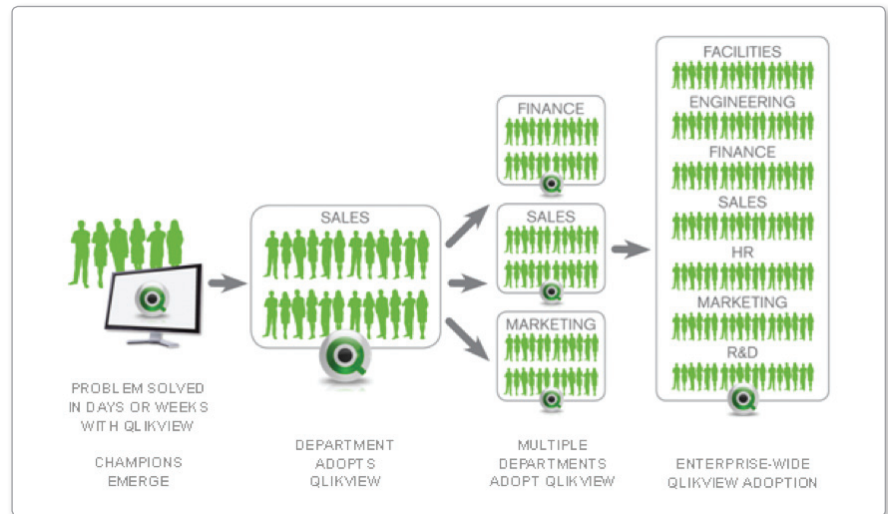 PROBLEM SOLVED
IN DAYS OR WEEKS
WITH QLIKVIEW
CHAMPIONS
EMERGE
SALES
DEPARTMENT
ADOPTS
QLIKVIEW
FINANCE
SALES
MARKETING
MULTIPLE
DEPARTMENTS
ADOPT QLIKVIEW
FACILITIES
ENGINEERING
FINANCE
SALES
HR
MARKETING
R&D
ENTERPRISE-WIDE
QLIKVIEW ADOPTION